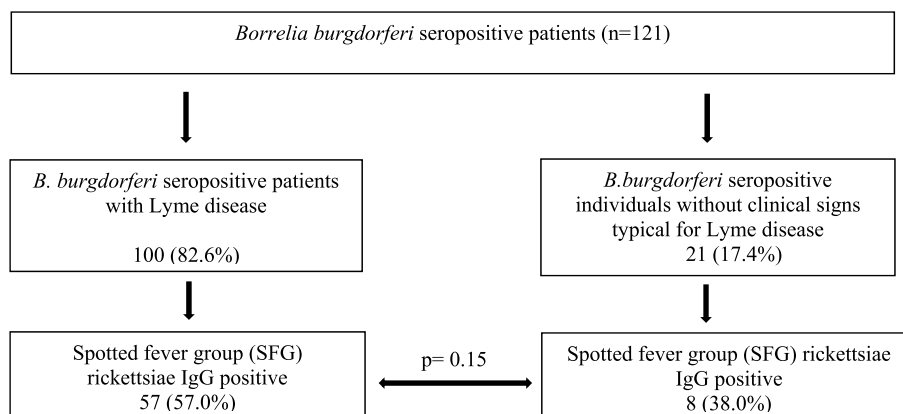 Borrelia burgdorferi seropositive patients (n=121)
B. burgdorferi seropositive patients
with Lyme disease
100 (82.6%)
B.burgdorferi seropositive
individuals without clinical signs
typical for Lyme disease
21 (17.4%)
Spotted fever group (SFG)
rickettsiae IgG positive
57 (57.0%)
p= 0.15
Spotted fever group (SFG) rickettsiae
IgG positive
8 (38.0%)